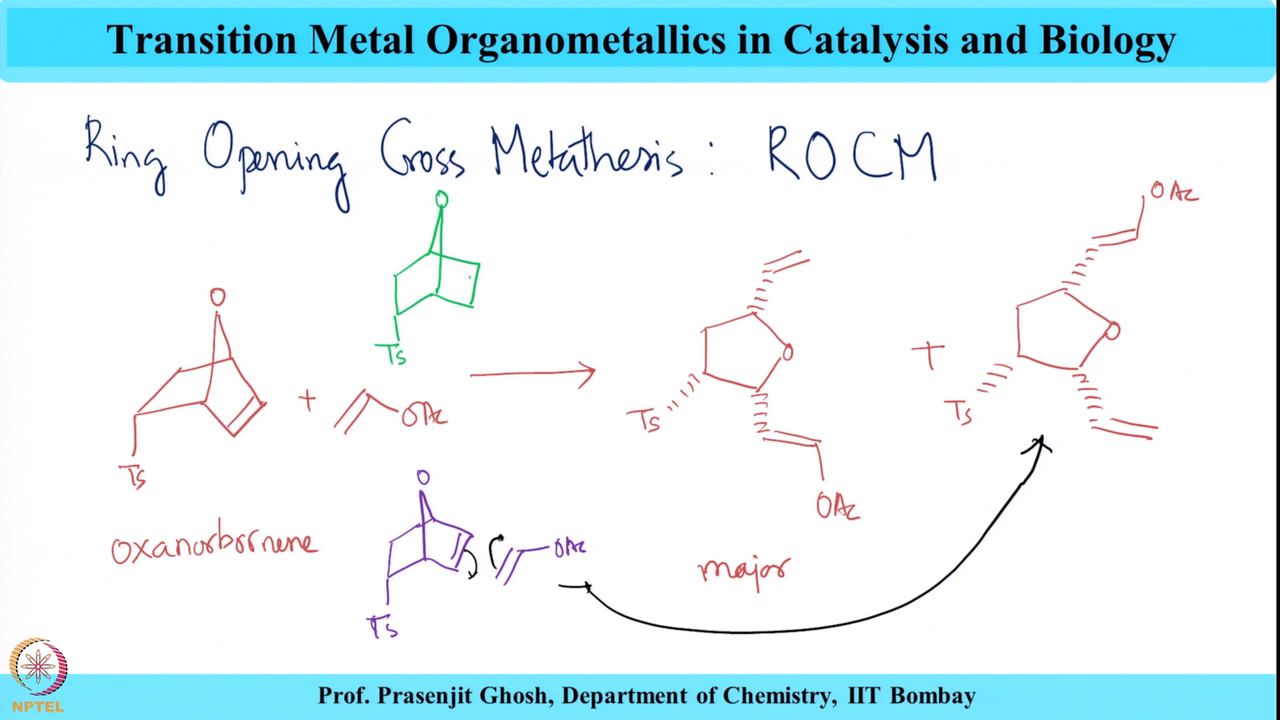 Transition Metal Organometallics in Catalysis and Biology
Ring Opening Cross Metathesis : ROCM
O
Ts
O
Ts
+
OAc
oxanorbornene
O
Ts
OAc
O
Ts
OAc
major
+
OAc
O
Ts
NPTEL
Prof. Prasenjit Ghosh, Department of Chemistry, IIT Bombay